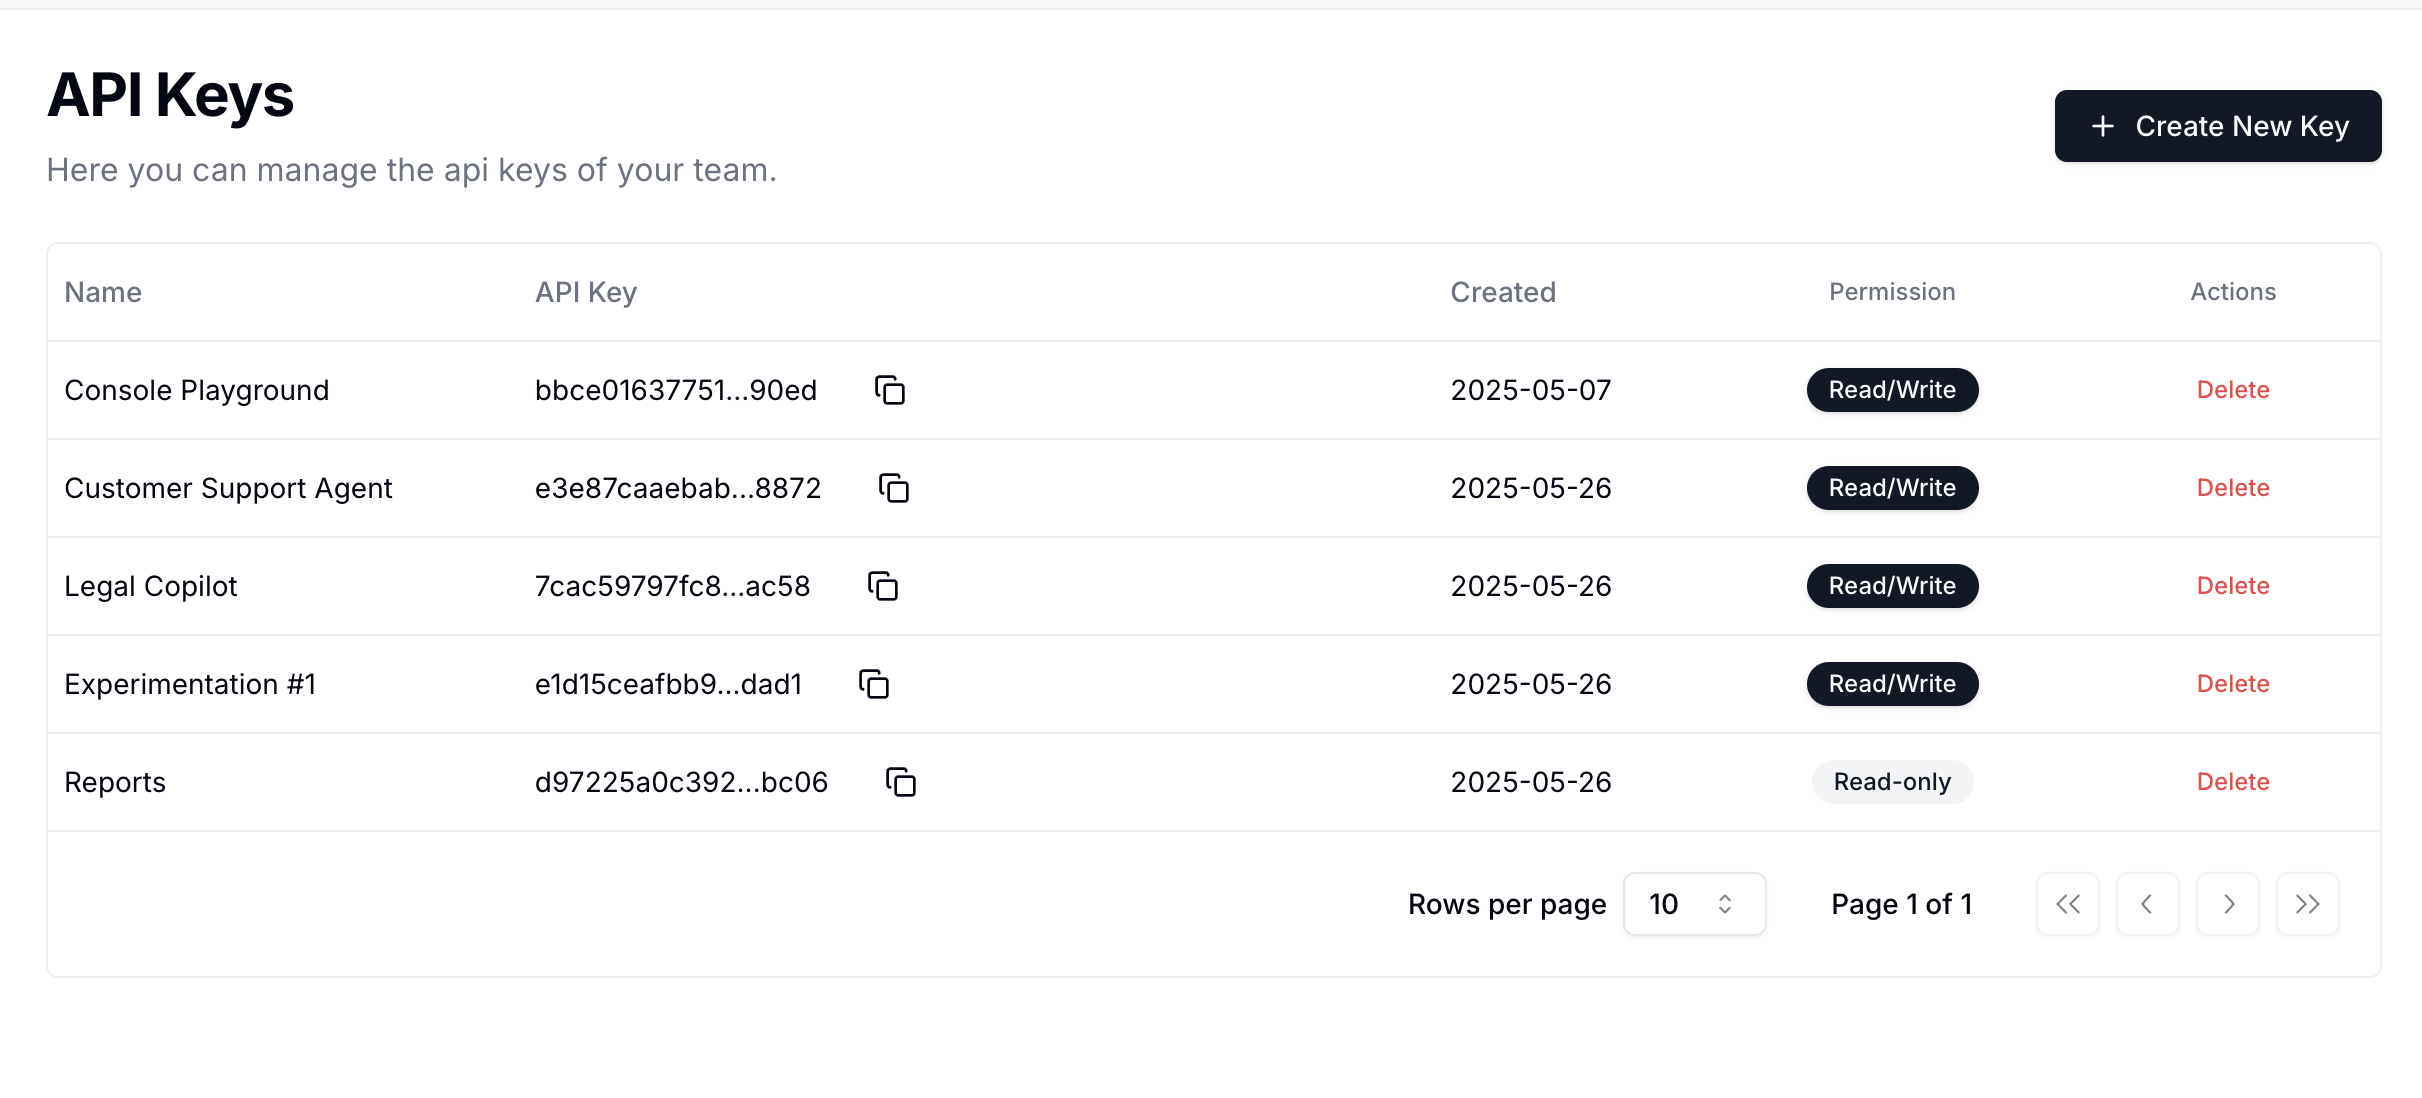 API Keys
Here you can manage the api keys of your team.
+ Create New Key
Name API Key Created Permission Actions
Console Playground bbce01637751...90ed 2025-05-07 Read/Write Delete
Customer Support Agent e3e87caaebab...8872 2025-05-26 Read/Write Delete
Legal Copilot 7cac59797fc8...ac58 2025-05-26 Read/Write Delete
Experimentation #1 e1d15ceafbb9...dad1 2025-05-26 Read/Write Delete
Reports d97225a0c392...bc06 2025-05-26 Read-only Delete
Rows per page 10 Page 1 of 1